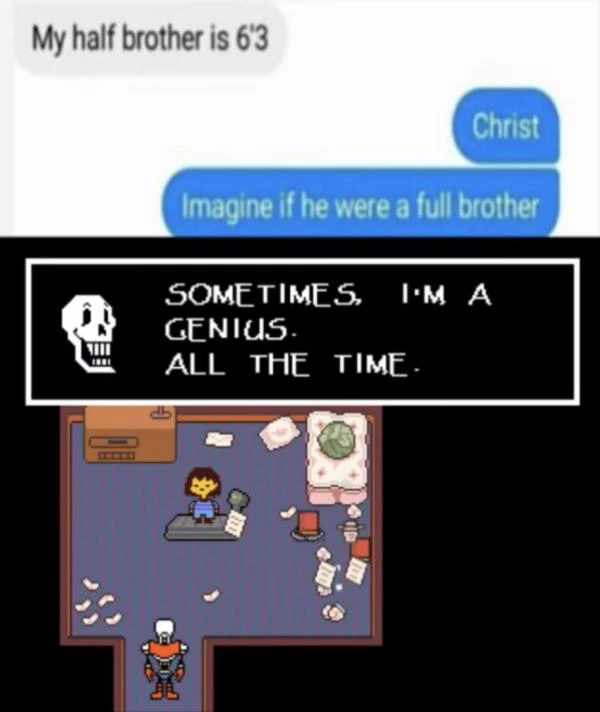 My half brother is 6'3
Christ
Imagine if he were a full brother
SOMETIMES, I'M A
GENIUS.
ALL THE TIME.